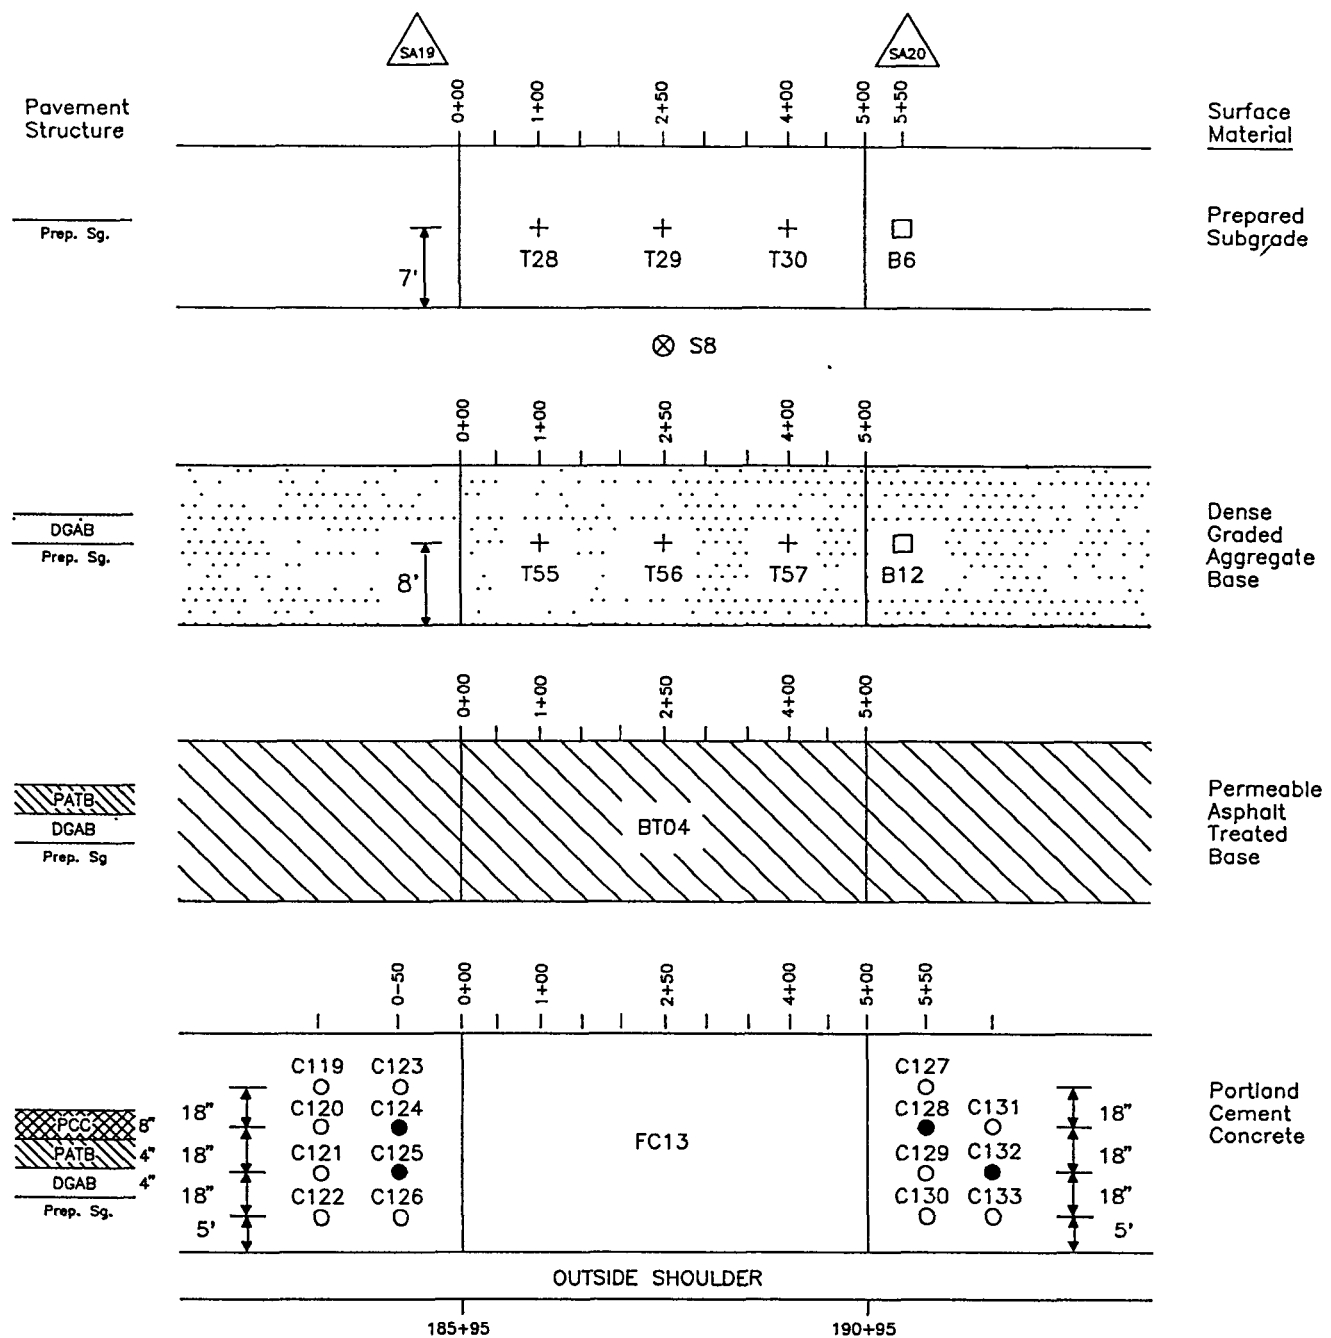 SA19
SA20
Pavement
Structure
0+00
1+00
2+50
4+00
5+00
5+50
Surface
Material
Prep. Sg.
7'
T28
T29
T30
B6
Prepared
Subgrade
S8
0+00
1+00
2+50
4+00
5+00
DGAB
Prep. Sg.
8'
T55
T56
T57
B12
Dense
Graded
Aggregate
Base
0+00
1+00
2+50
4+00
5+00
PATB
DGAB
Prep. Sg
BT04
Permeable
Asphalt
Treated
Base
0-50
0+00
1+00
2+50
4+00
5+00
5+50
PCC 8"
PATB 4"
DGAB 4"
Prep. Sg.
18"
18"
18"
5'
C119 C123
C120 C124
C121 C125
C122 C126
FC13
C127
C128 C131
C129 C132
C130 C133
18"
18"
18"
5'
Portland
Cement
Concrete
OUTSIDE SHOULDER
185+95
190+95